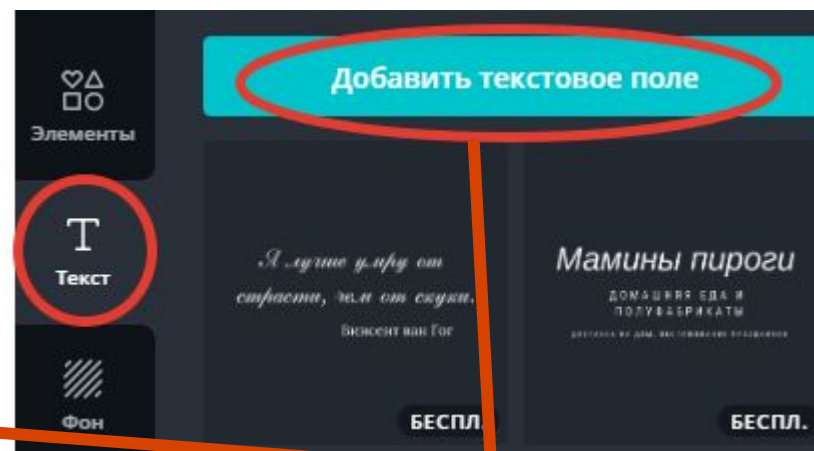 Добавить текстовое поле
Элементы
Текст
Фон
Я лучше умру от
страсти, чем от скуки.
Винсент ван Гог
БЕСПЛ.
Мамины пироги
ДОМАШНЯЯ ЕДА И
ПОЛУФАБРИКАТЫ
БЕСПЛ.